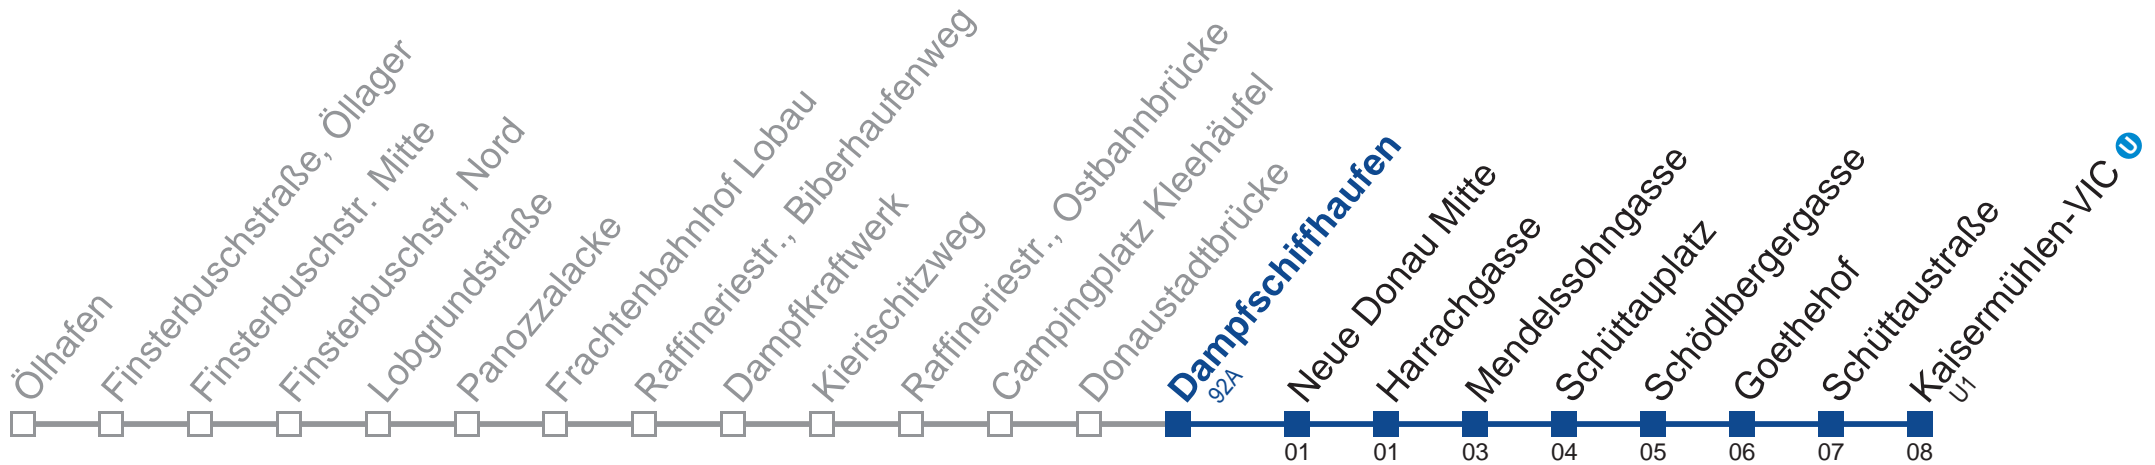 Ölhafen
Finsterbuschstraße, Öllager
Finsterbuschstr. Mitte
Finsterbuschstr, Nord
Lobgrundstraße
Panozzalacke
Frachtenbahnhof Lobau
Raffineriestr., Biberhaufenweg
Dampfkraftwerk
Kierischitzweg
Raffineriestr., Ostbahnbrücke
Campingplatz Kleehäufel
Donaustadtbrücke
Dampfschiffhaufen
92A
Neue Donau Mitte
01
Harrachgasse
01
Mendelssohngasse
03
Schüttauplatz
04
Schödlbergergasse
05
Goethehof
06
Schüttaustraße
07
Kaisermühlen-VIC U
U1
08